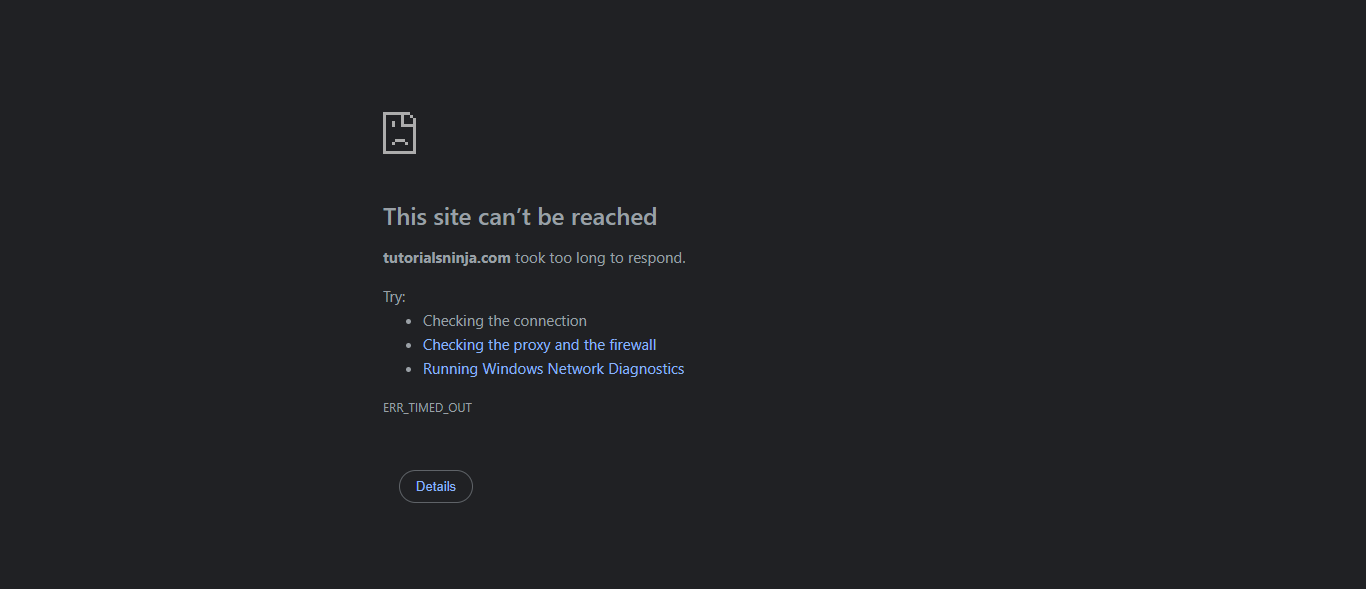 This site can’t be reached
tutorialsninja.com took too long to respond.
Try:
• Checking the connection
• Checking the proxy and the firewall
• Running Windows Network Diagnostics
ERR_TIMED_OUT
Details